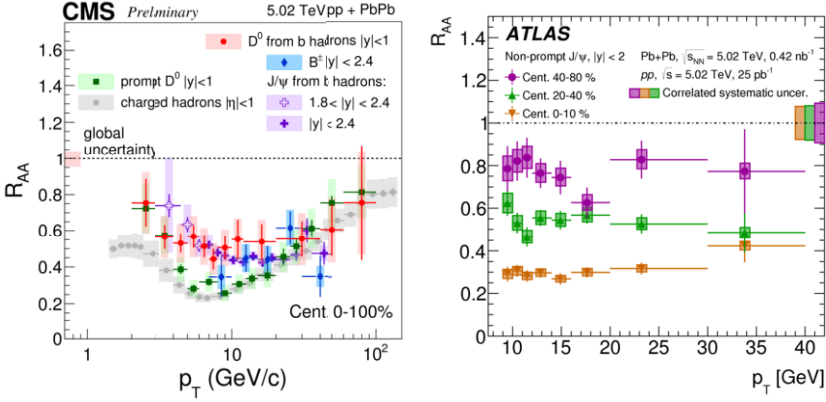 CMS Prelminary 5.02 TeV pp + PbPb
D⁰ from b hadrons |y|<1
B± |y| < 2.4
prompt D⁰ |y|<1
J/ψ from b hadrons:
charged hadrons |η|<1
1.8< |y| < 2.4
|y| < 2.4
global
uncertainty
Cent. 0-100%
R_AA
1.6
1.4
1.2
1
0.8
0.6
0.4
0.2
0
1 10 10²
p_T (GeV/c)
ATLAS
Non-prompt J/ψ, |y| < 2
Cent. 40-80 %
Cent. 20-40 %
Cent. 0-10 %
Pb+Pb, √s_NN = 5.02 TeV, 0.42 nb⁻¹
pp, √s = 5.02 TeV, 25 pb⁻¹
Correlated systematic uncer.
R_AA
1.4
1.2
1
0.8
0.6
0.4
0.2
0
10 15 20 25 30 35 40
p_T [GeV]